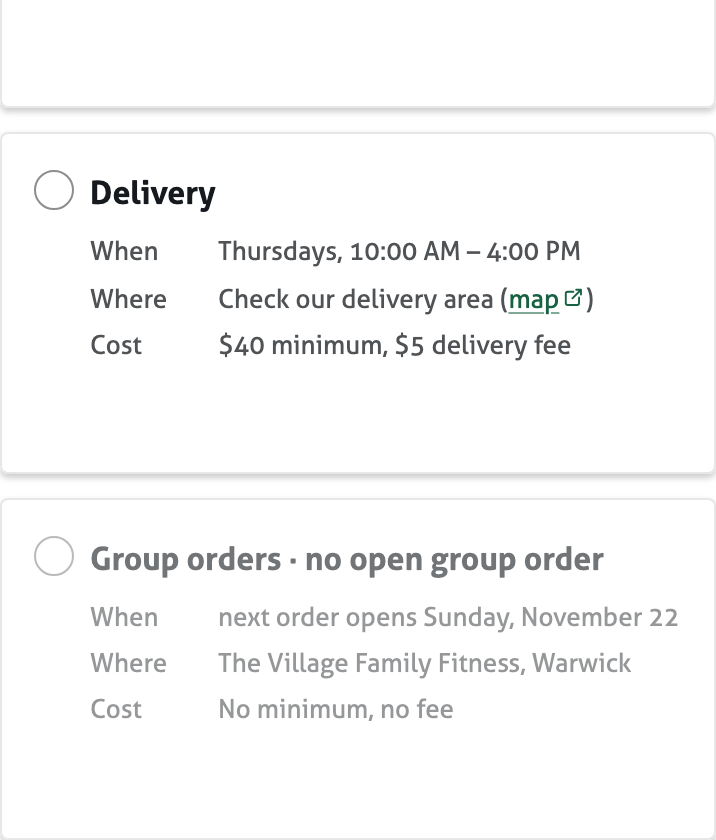 Delivery
When Thursdays, 10:00 AM – 4:00 PM
Where Check our delivery area (map)
Cost $40 minimum, $5 delivery fee
Group orders · no open group order
When next order opens Sunday, November 22
Where The Village Family Fitness, Warwick
Cost No minimum, no fee